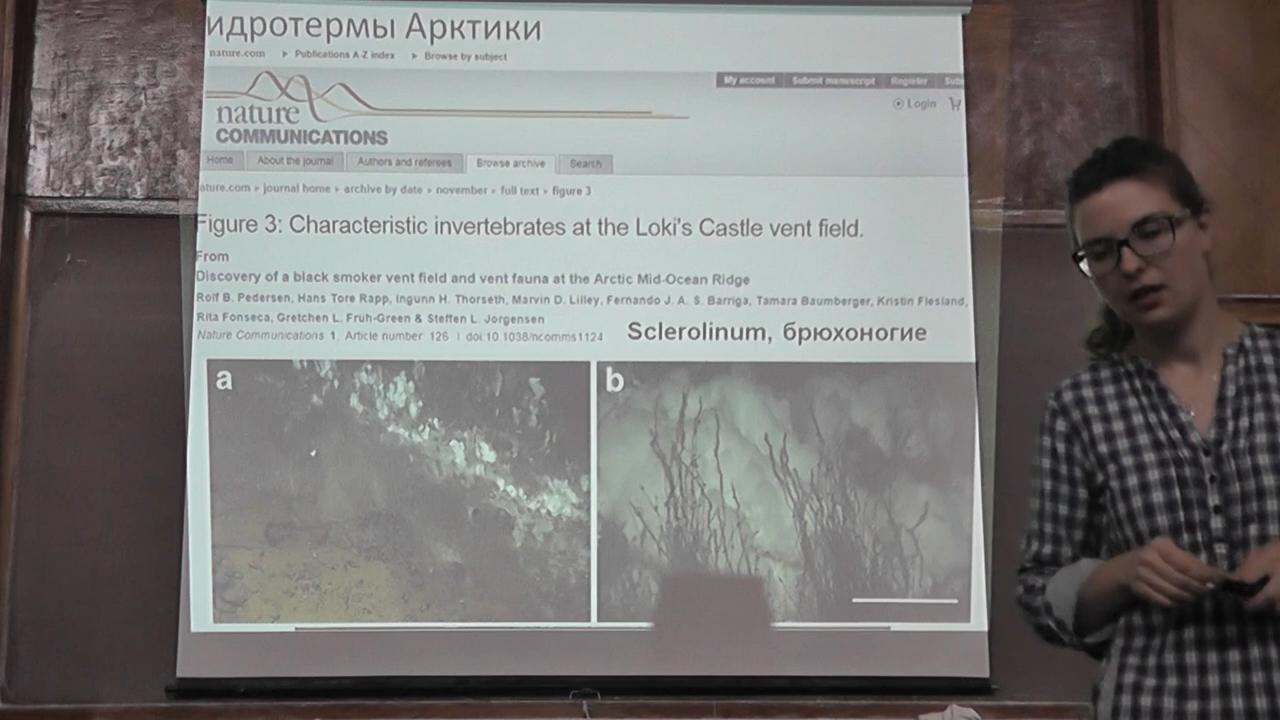 идротермы Арктики
nature.com ► Publications A-Z index ► Browse by subject
My account Submit manuscript Register
Login
nature
COMMUNICATIONS
Home About the journal Authors and referees Browse archive Search
ature.com » journal home » archive by date » november » full text » figure 3
Figure 3: Characteristic invertebrates at the Loki's Castle vent field.
From
Discovery of a black smoker vent field and vent fauna at the Arctic Mid-Ocean Ridge
Rolf B. Pedersen, Hans Tore Rapp, Ingunn H. Thorseth, Marvin D. Lilley, Fernando J. A. S. Barriga, Tamara Baumberger, Kristin Flesland,
Rita Fonseca, Gretchen L. Früh-Green & Steffen L. Jorgensen
Nature Communications 1, Article number: 126 | doi:10.1038/ncomms1124
Sclerolinum, брюхоногие
a b